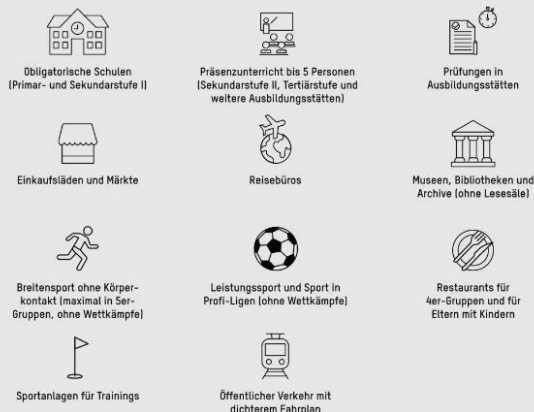 Obligatorische Schulen
(Primar- und Sekundarstufe I)
Präsenzunterricht bis 5 Personen
(Sekundarstufe II, Tertiärstufe und
weitere Ausbildungsstätten)
Prüfungen in
Ausbildungsstätten
Einkaufsläden und Märkte
Reisebüros
Museen, Bibliotheken und
Archive (ohne Lesesäle)
Breitensport ohne Körper-
kontakt (maximal in 5er-
Gruppen, ohne Wettkämpfe)
Leistungssport und Sport in
Profi-Ligen (ohne Wettkämpfe)
Restaurants für
4er-Gruppen und für
Eltern mit Kindern
Sportanlagen für Trainings
Öffentlicher Verkehr mit
dichterem Fahrplan